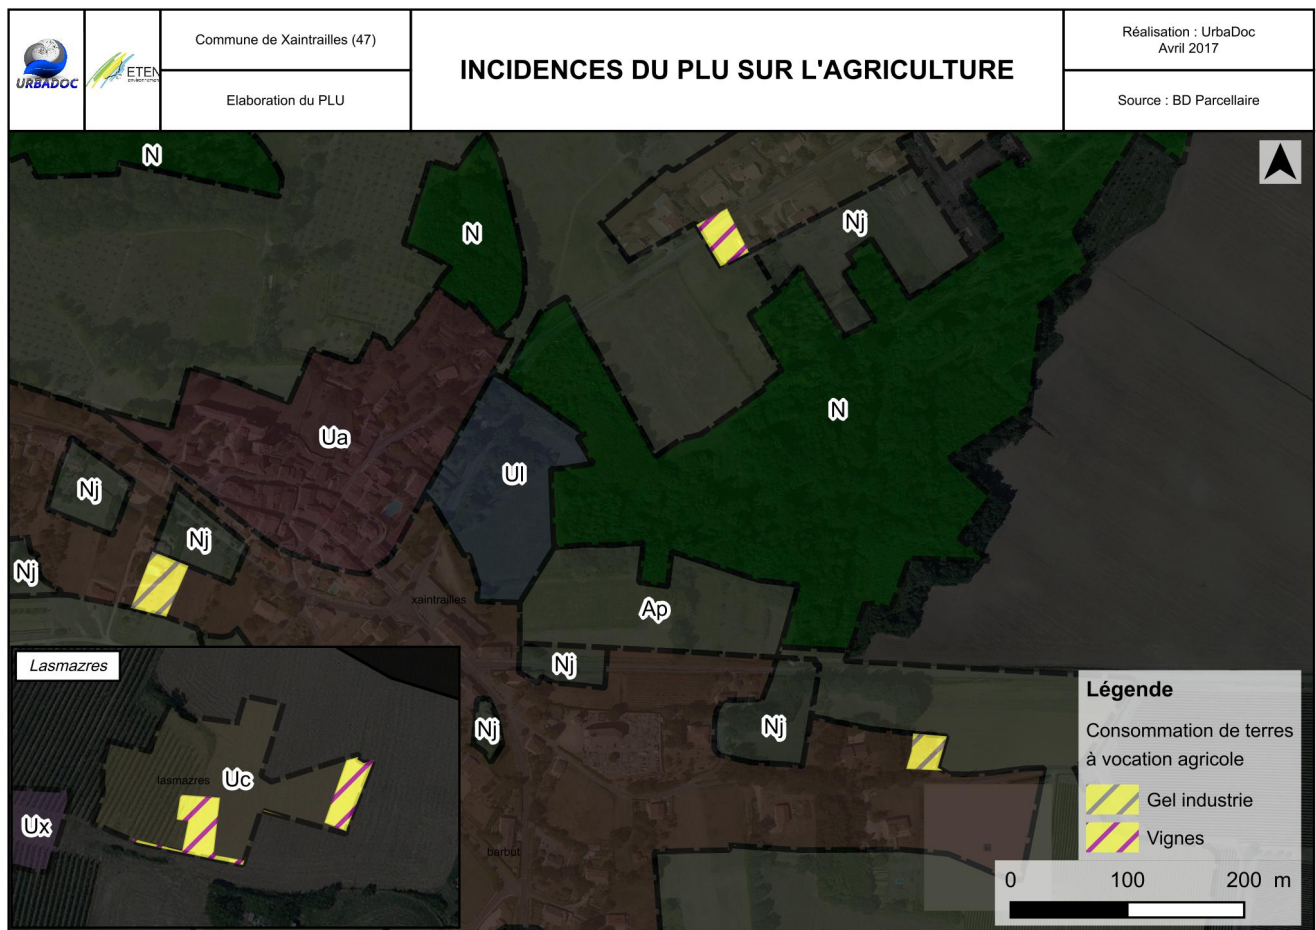 URBADOC
ETEN
ENVIRONNEMENT
Commune de Xaintrailles (47)
Elaboration du PLU
INCIDENCES DU PLU SUR L'AGRICULTURE
Réalisation : UrbaDoc
Avril 2017
Source : BD Parcellaire
N
N
Nj
N
Ua
Ul
Nj
Nj
Nj
xaintrailles
Ap
Nj
Nj
Nj
barbut
Lasmazres
lasmazres
Uc
Ux
Légende
Consommation de terres
à vocation agricole
Gel industrie
Vignes
0 100 200 m